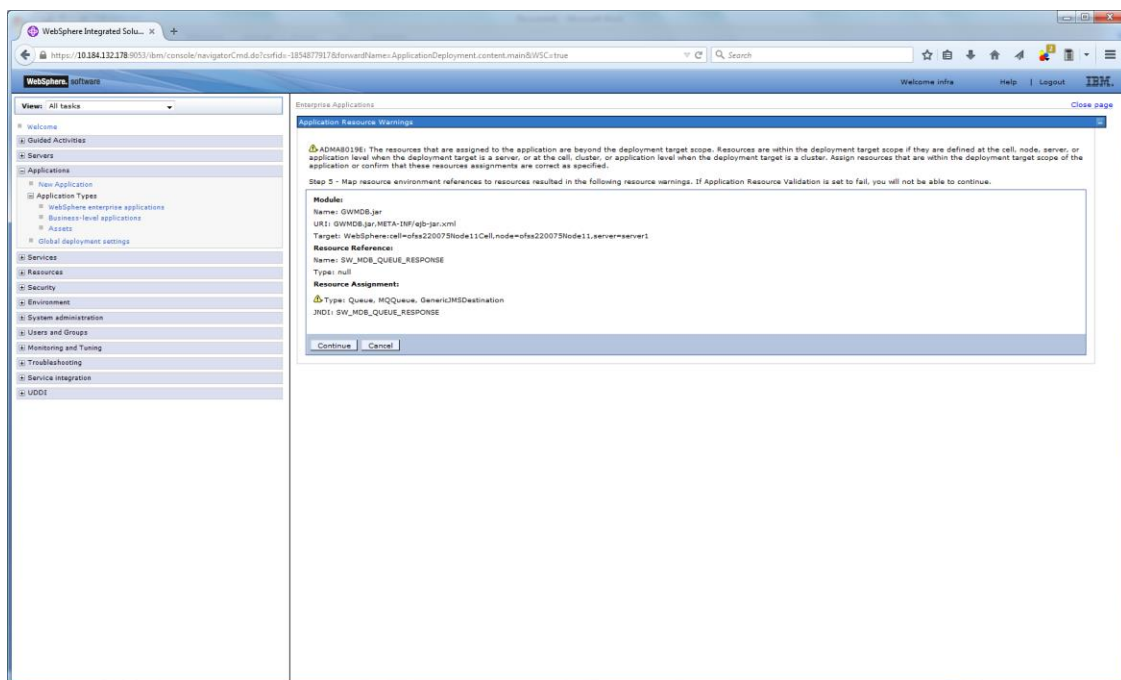 WebSphere Integrated Solu... × +
https://10.184.132.178:9053/ibm/console/navigatorCmd.do?csrfid=-1854877917&forwardName=ApplicationDeployment.content.main&WSC=true
Search
WebSphere. software
Welcome infra Help | Logout IBM.
View: All tasks
Welcome
Guided Activities
Servers
Applications
New Application
Application Types
WebSphere enterprise applications
Business-level applications
Assets
Global deployment settings
Services
Resources
Security
Environment
System administration
Users and Groups
Monitoring and Tuning
Troubleshooting
Service integration
UDDI
Enterprise Applications
Close page
Application Resource Warnings
ADMA8019E: The resources that are assigned to the application are beyond the deployment target scope. Resources are within the deployment target scope if they are defined at the cell, node, server, or
application level when the deployment target is a server, or at the cell, cluster, or application level when the deployment target is a cluster. Assign resources that are within the deployment target scope of the
application or confirm that these resources assignments are correct as specified.
Step 5 - Map resource environment references to resources resulted in the following resource warnings. If Application Resource Validation is set to fail, you will not be able to continue.
Module:
Name: GWMDB.jar
URI: GWMDB.jar,META-INF/ejb-jar.xml
Target: WebSphere:cell=ofss220075Node11Cell,node=ofss220075Node11,server=server1
Resource Reference:
Name: SW_MDB_QUEUE_RESPONSE
Type: null
Resource Assignment:
Type: Queue, MQQueue, GenericJMSDestination
JNDI: SW_MDB_QUEUE_RESPONSE
Continue Cancel